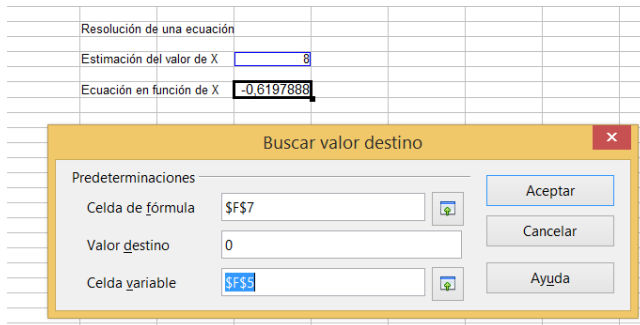 Resolución de una ecuación
Estimación del valor de X 8
Ecuación en función de X -0,6197888
Buscar valor destino
Predeterminaciones
Celda de fórmula $F$7
Valor destino 0
Celda variable $F$5
Aceptar
Cancelar
Ayuda